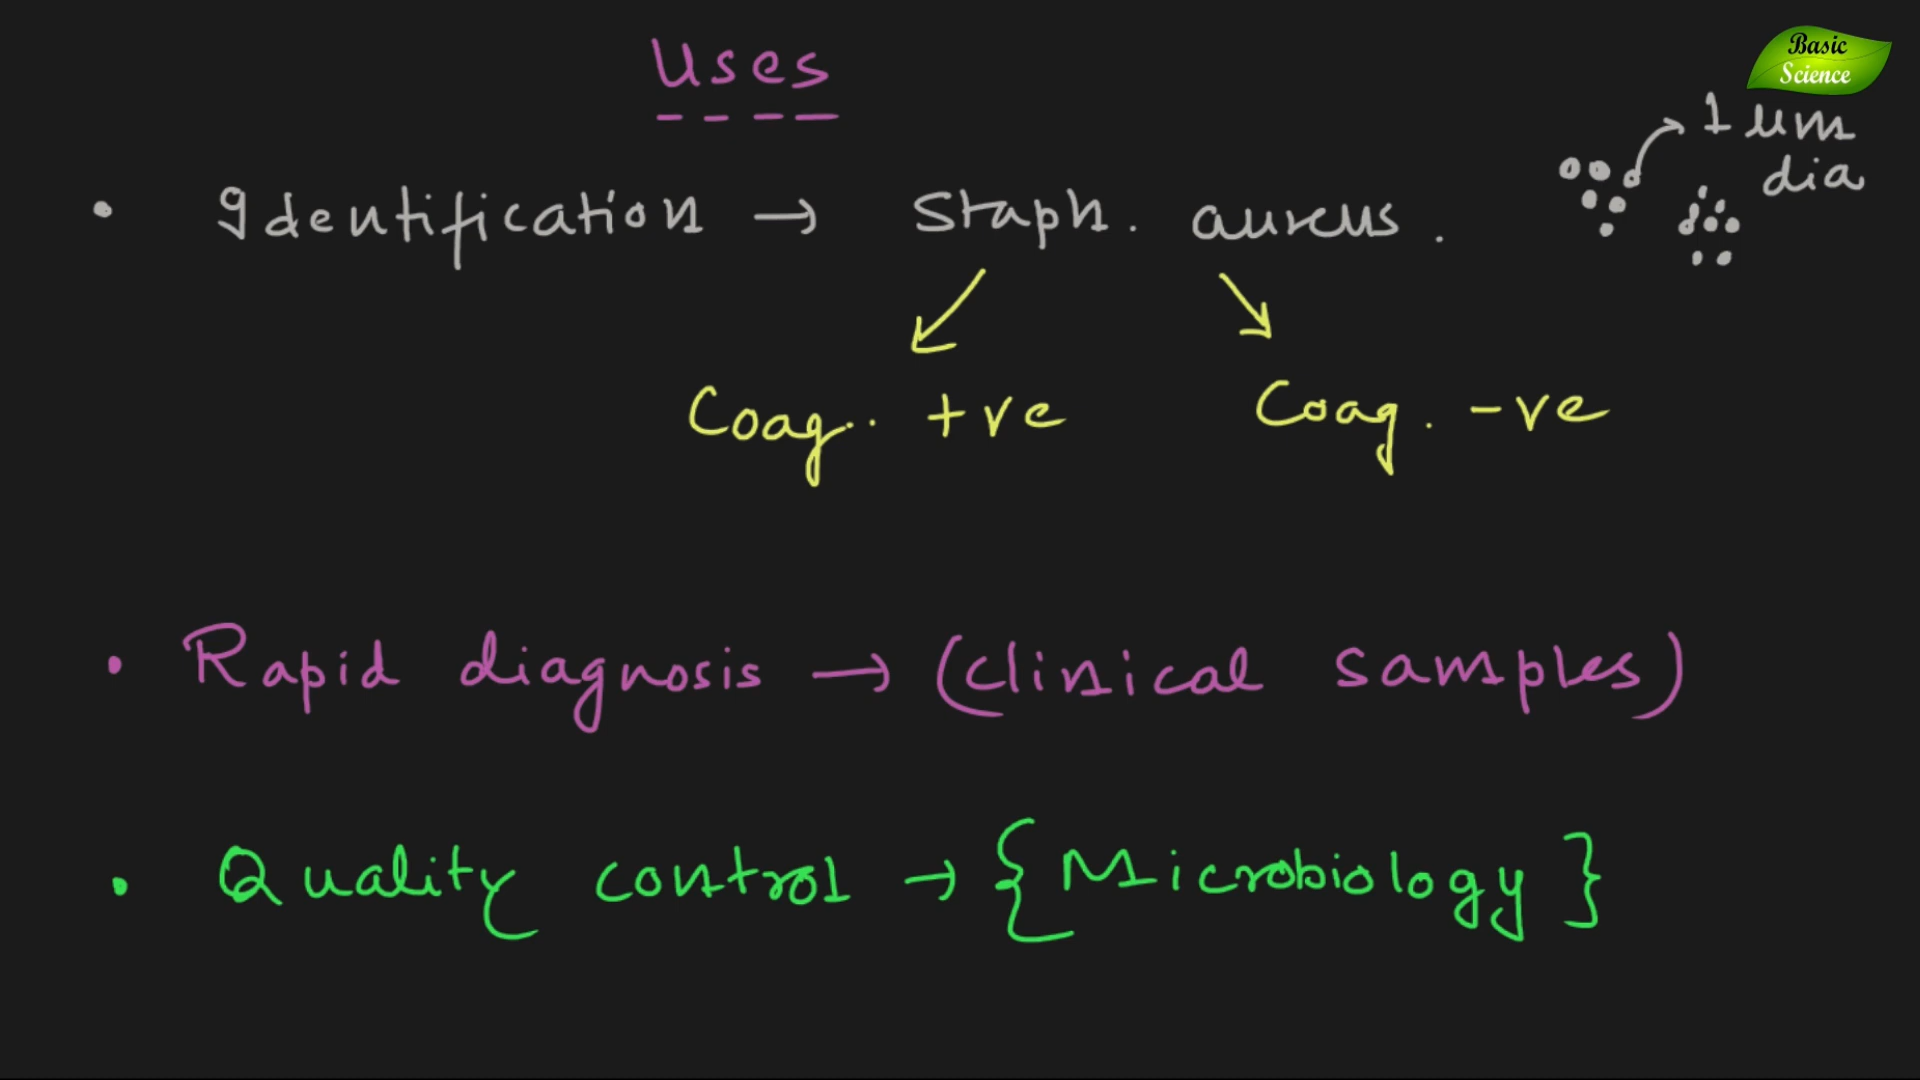 Uses
Basic
Science
1 µm
dia
• Identification → Staph. aureus.
Coag.. +ve
Coag. -ve
• Rapid diagnosis → (clinical samples)
• Quality control → {Microbiology}